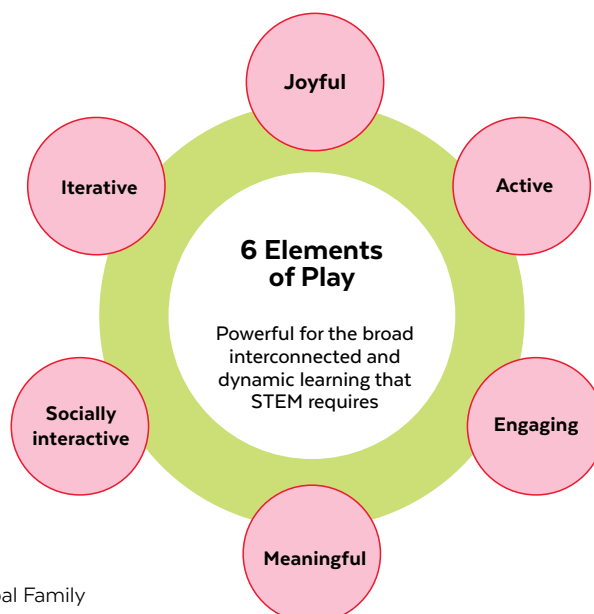 Joyful
Iterative
Active
6 Elements
of Play
Powerful for the broad
interconnected and
dynamic learning that
STEM requires
Socially
interactive
Engaging
Meaningful
Family